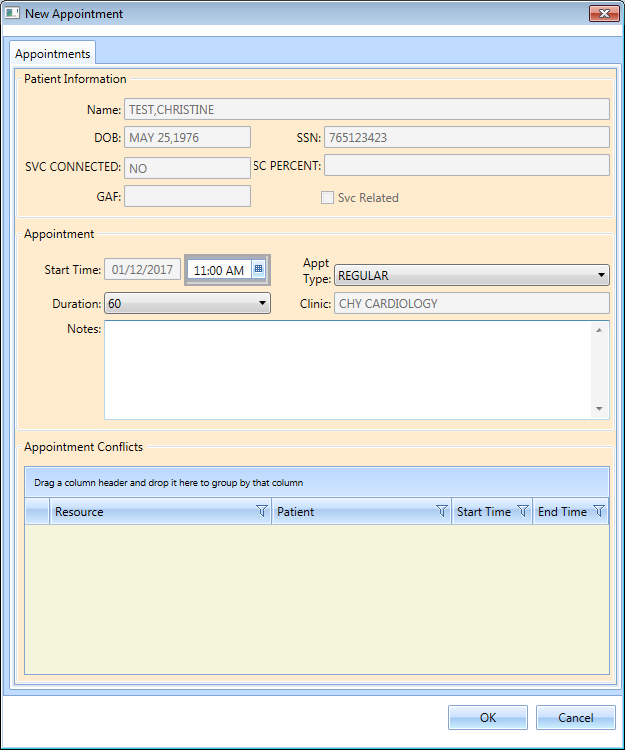 New Appointment
Appointments
Patient Information
Name: TEST,CHRISTINE
DOB: MAY 25,1976 SSN: 765123423
SVC CONNECTED: NO SC PERCENT:
GAF: Svc Related
Appointment
Start Time: 01/12/2017 11:00 AM Appt Type: REGULAR
Duration: 60 Clinic: CHY CARDIOLOGY
Notes:
Appointment Conflicts
Drag a column header and drop it here to group by that column
Resource Patient Start Time End Time
OK Cancel